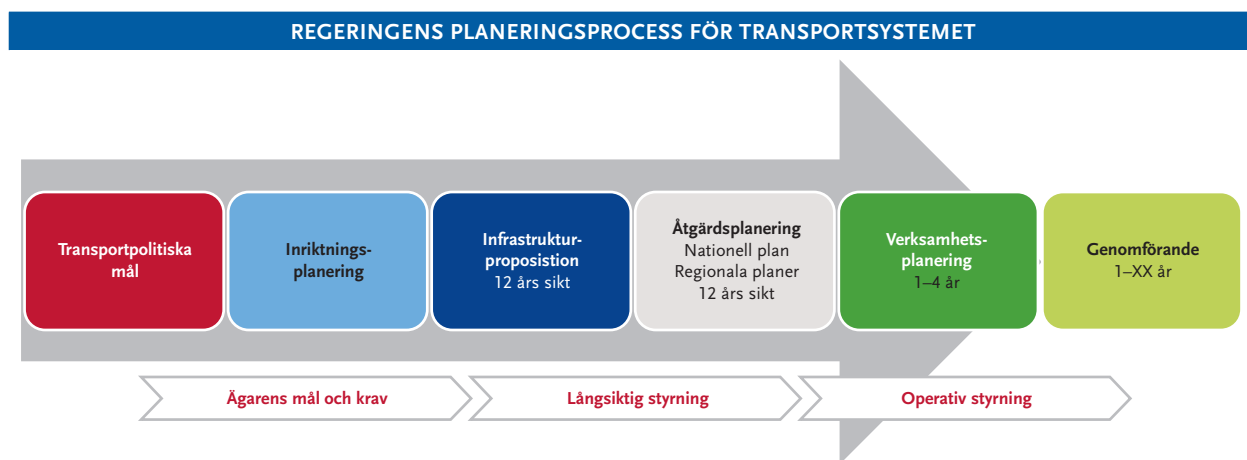 REGERINGENS PLANERINGSPROCESS FÖR TRANSPORTSYSTEMET
Transportpolitiska
mål
Inriktnings-
planering
Infrastruktur-
proposistion
12 års sikt
Åtgärdsplanering
Nationell plan
Regionala planer
12 års sikt
Verksamhets-
planering
1–4 år
Genomförande
1–XX år
Ägarens mål och krav
Långsiktig styrning
Operativ styrning